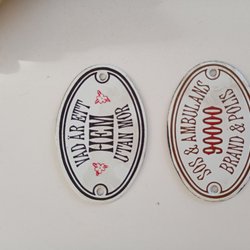 VAD ÄR ETT
HEM
UTAN MOR
SOS & AMBULANS
90000
BRAND & POLIS